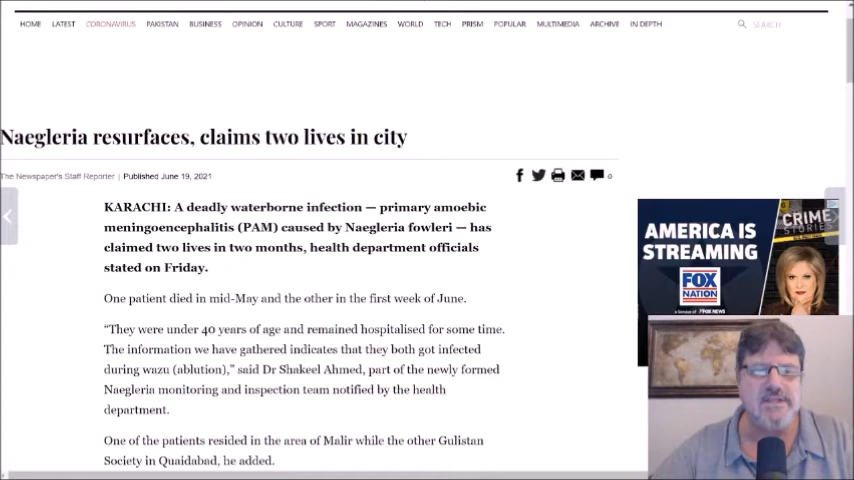 HOME LATEST CORONAVIRUS PAKISTAN BUSINESS OPINION CULTURE SPORT MAGAZINES WORLD TECH PRISM POPULAR MULTIMEDIA ARCHIVE IN DEPTH SEARCH
Naegleria resurfaces, claims two lives in city
The Newspaper's Staff Reporter | Published June 19, 2021
0
KARACHI: A deadly waterborne infection — primary amoebic
meningoencephalitis (PAM) caused by Naegleria fowleri — has
claimed two lives in two months, health department officials
stated on Friday.
One patient died in mid-May and the other in the first week of June.
“They were under 40 years of age and remained hospitalised for some time.
The information we have gathered indicates that they both got infected
during wazu (ablution),” said Dr Shakeel Ahmed, part of the newly formed
Naegleria monitoring and inspection team notified by the health
department.
One of the patients resided in the area of Malir while the other Gulistan
Society in Quaidabad, he added.
AMERICA IS
STREAMING
FOX
NATION
CRIME
STORIES